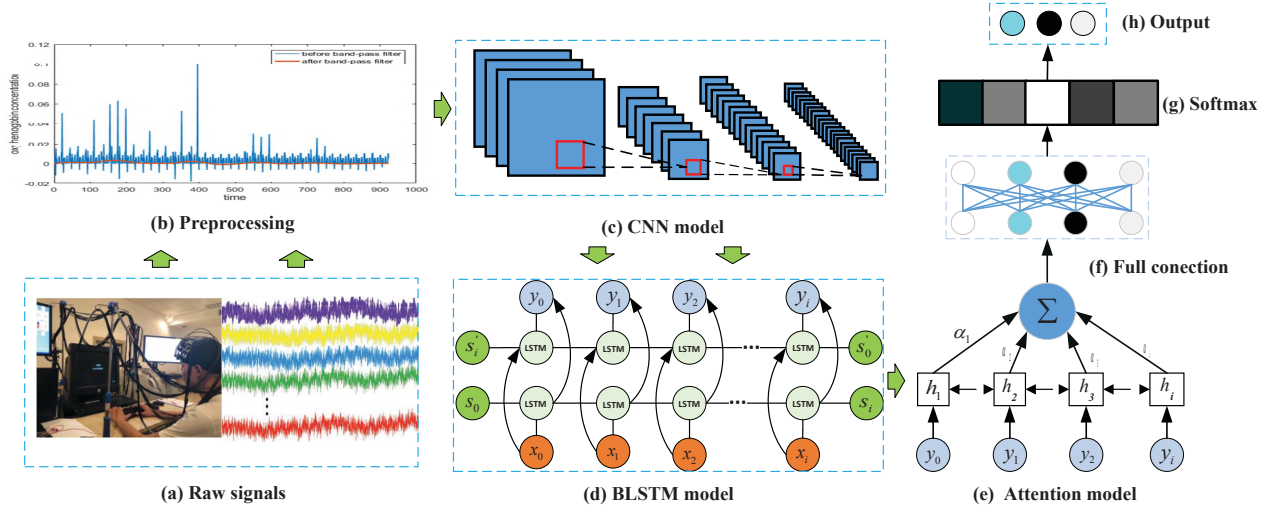 0.12
0.1
0.08
0.06
0.04
0.02
0
-0.02
0 100 200 300 400 500 600 700 800 900 1000
time
before band-pass filter
after band-pass filter
(b) Preprocessing
(a) Raw signals
(c) CNN model
y0 y1 y2 yi
s'i LSTM LSTM LSTM ... LSTM s'0
s0 LSTM LSTM LSTM ... LSTM si
x0 x1 x2 xi
(d) BLSTM model
(h) Output
(g) Softmax
(f) Full conection
Σ
α1
h1 h2 h3 hi
y0 y1 y2 yi
(e) Attention model